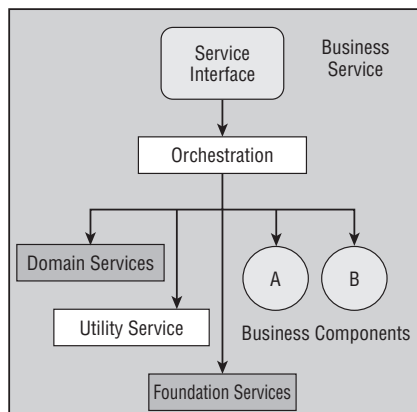 Service
Interface
Business
Service
Orchestration
Domain Services
A
B
Utility Service
Business Components
Foundation Services